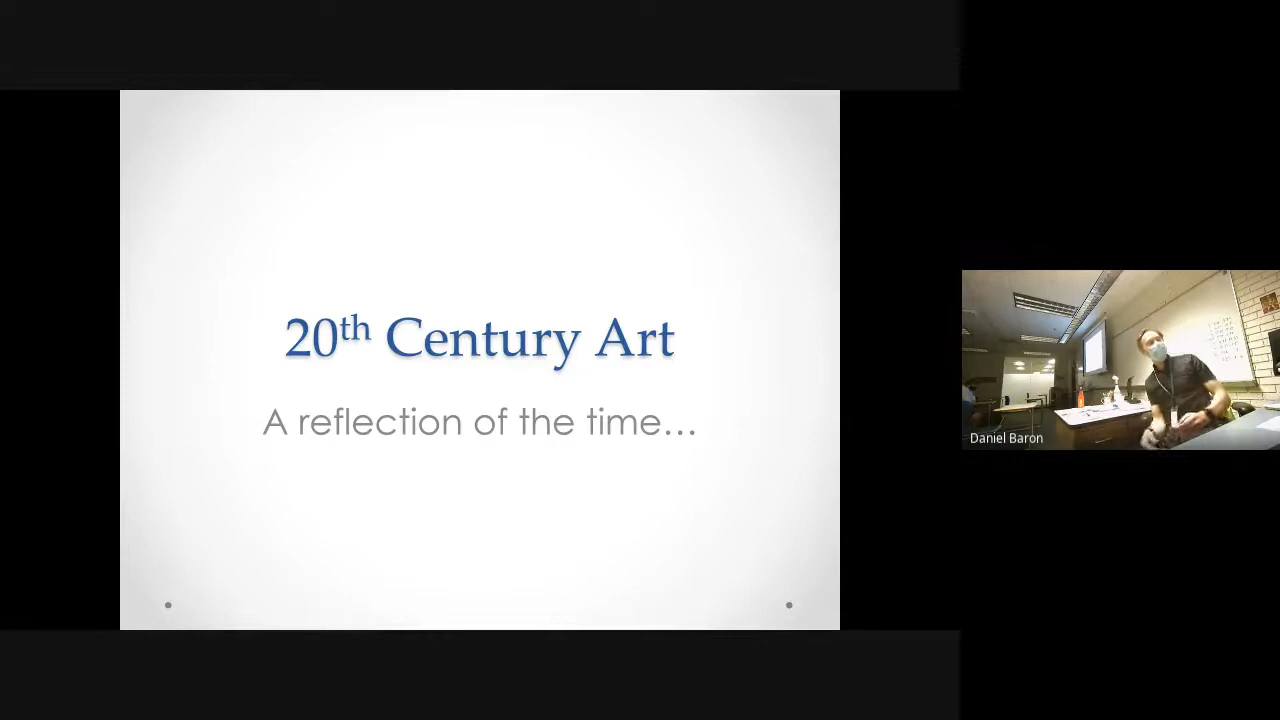 20th Century Art
A reflection of the time...
Daniel Baron